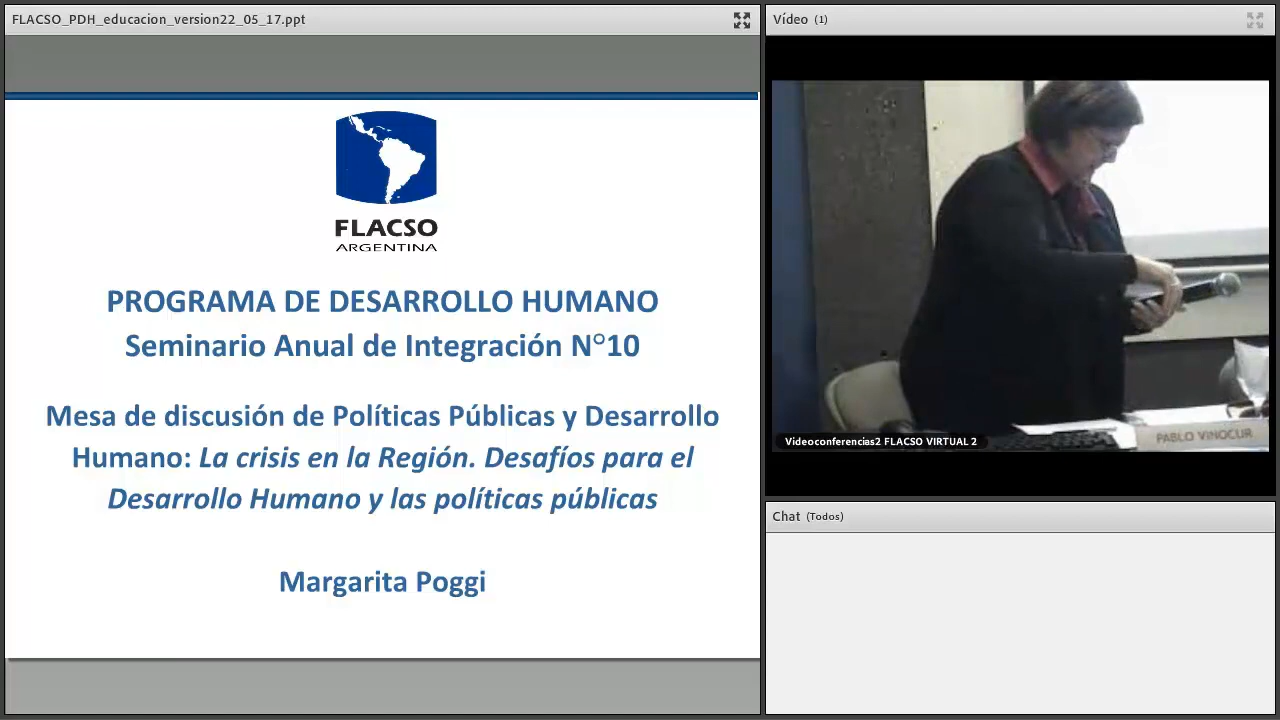 FLACSO_PDH_educacion_version22_05_17.ppt
FLACSO
ARGENTINA
PROGRAMA DE DESARROLLO HUMANO
Seminario Anual de Integración N°10
Mesa de discusión de Políticas Públicas y Desarrollo
Humano: La crisis en la Región. Desafíos para el
Desarrollo Humano y las políticas públicas
Margarita Poggi
Vídeo (1)
Videoconferencias2 FLACSO VIRTUAL 2
PABLO VINOCUR
Chat (Todos)